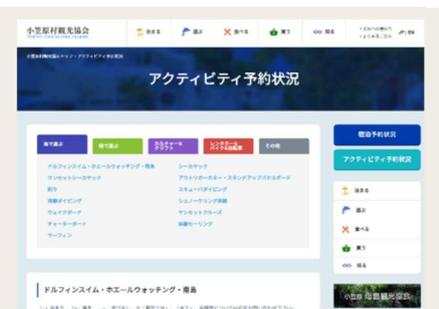 小笠原村観光協会
泊まる
遊ぶ
食べる
買う
知る
JP | EN
アクティビティ予約状況
海で遊ぶ
陸で遊ぶ
カルチャー&
クラフト
レンタカー&
バイク&自転車
その他
宿泊予約状況
アクティビティ予約状況
ドルフィンスイム・ホエールウォッチング・南島
シーカヤック
サンセットシーカヤック
アウトリガーカヌー・スタンドアップパドルボード
釣り
スキューバダイビング
体験ダイビング
シュノーケリング
ウェイクボード
サンセットクルーズ
チャーターボート
体験セーリング
サーフィン
泊まる
遊ぶ
食べる
買う
知る
ドルフィンスイム・ホエールウォッチング・南島
小笠原 母島観光協会